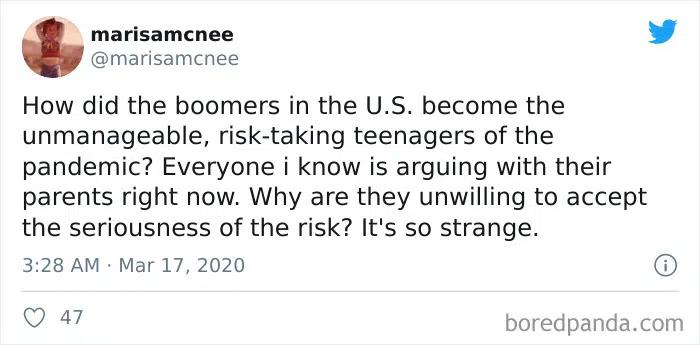 marisamcnee
@marisamcnee
How did the boomers in the U.S. become the
unmanageable, risk-taking teenagers of the
pandemic? Everyone i know is arguing with their
parents right now. Why are they unwilling to accept
the seriousness of the risk? It's so strange.
3:28 AM · Mar 17, 2020
47
boredpanda.com